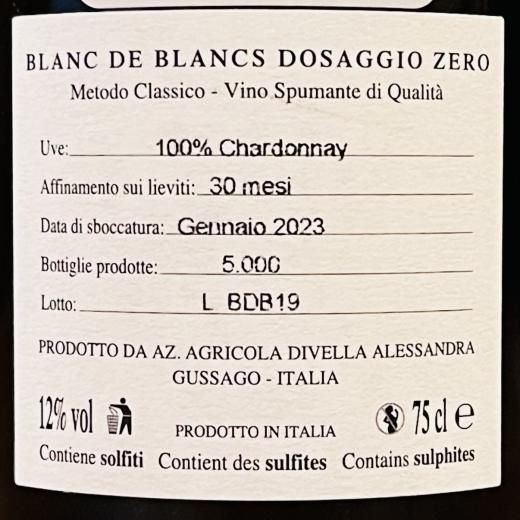 BLANC DE BLANCS DOSAGGIO ZERO
Metodo Classico - Vino Spumante di Qualità
Uve: 100% Chardonnay
Affinamento sui lieviti: 30 mesi
Data di sboccatura: Gennaio 2023
Bottiglie prodotte: 5.000
Lotto: L BDB19
PRODOTTO DA AZ. AGRICOLA DIVELLA ALESSANDRA
GUSSAGO - ITALIA
12% vol PRODOTTO IN ITALIA 75 cl e
Contiene solfiti Contient des sulfites Contains sulphites